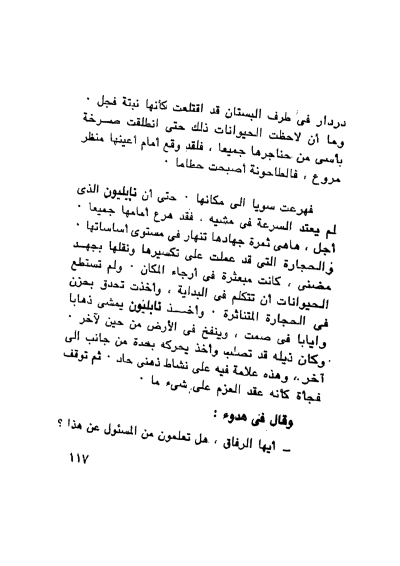 دردار فى طرف البستان قد اقتلعت كأنها نبتة فجل .
وما أن لاحظت الحيوانات ذلك حتى انطلقت صرخة
بأسى من حناجرها جميعا ، فلقد وقع أمام أعينها منظر
مروع ، فالطاحونة أصبحت حطاما .
فهرعت سويا الى مكانها . حتى أن نابليون الذى
لم يعتد السرعة في مشيه ، فقد هرع أمامها جميعا .
أجل ، هاهى ثمرة جهادها تنهار فى مستوى أساساتها .
والحجارة التى قد عملت على تكسيرها ونقلها بجهد
مضنى ، كانت مبعثرة فى أرجاء المكان . ولم تستطع
الحيوانات أن تتكلم في البداية ، وأخذت تحدق بحزن
فى الحجارة المتناثرة . وأخذ نابليون يمشى ذهابا
وايابا فى صمت ، وينفخ فى الأرض من حين لآخر .
وكان ذيله قد تصلب وأخذ يحركه بحدة من جانب الى
آخر ، وهذه علامة فيه على نشاط ذهنى حاد . ثم توقف
فجأة كأنه عقد العزم على شىء ما .
وقال فى هدوء :
– أيها الرفاق ، هل تعلمون من المسئول عن هذا ؟
١١٧